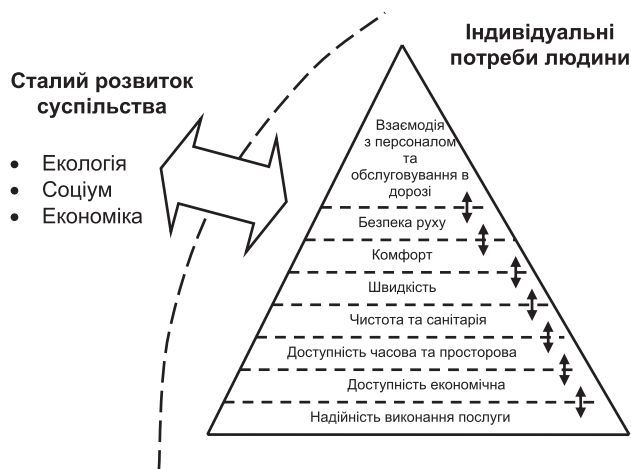 Індивідуальні
потреби людини
Сталий розвиток
суспільства
• Екологія
• Соціум
• Економіка
Взаємодія
з персоналом
та
обслуговування в
дорозі
Безпека руху
Комфорт
Швидкість
Чистота та санітарія
Доступність часова та просторова
Доступність економічна
Надійність виконання послуги